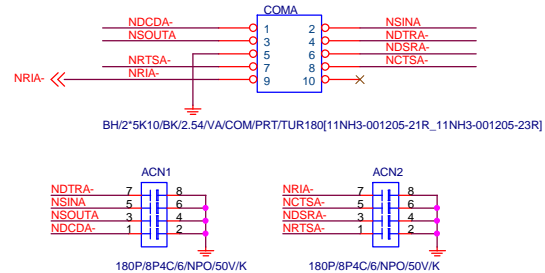 COMA
NDCDA- 1 2 NSINA
NSOUTA 3 4 NDTRA-
5 6 NDSRA-
NRTSA- 7 8 NCTSA-
NRIA- NRIA- 9 10
BH/2*5K10/BK/2.54/VA/COM/PRT/TUR180[11NH3-001205-21R_11NH3-001205-23R]
ACN1
NDTRA- 7 8
NSINA 5 6
NSOUTA 3 4
NDCDA- 1 2
180P/8P4C/6/NPO/50V/K
ACN2
NRIA- 7 8
NCTSA- 5 6
NDSRA- 3 4
NRTSA- 1 2
180P/8P4C/6/NPO/50V/K